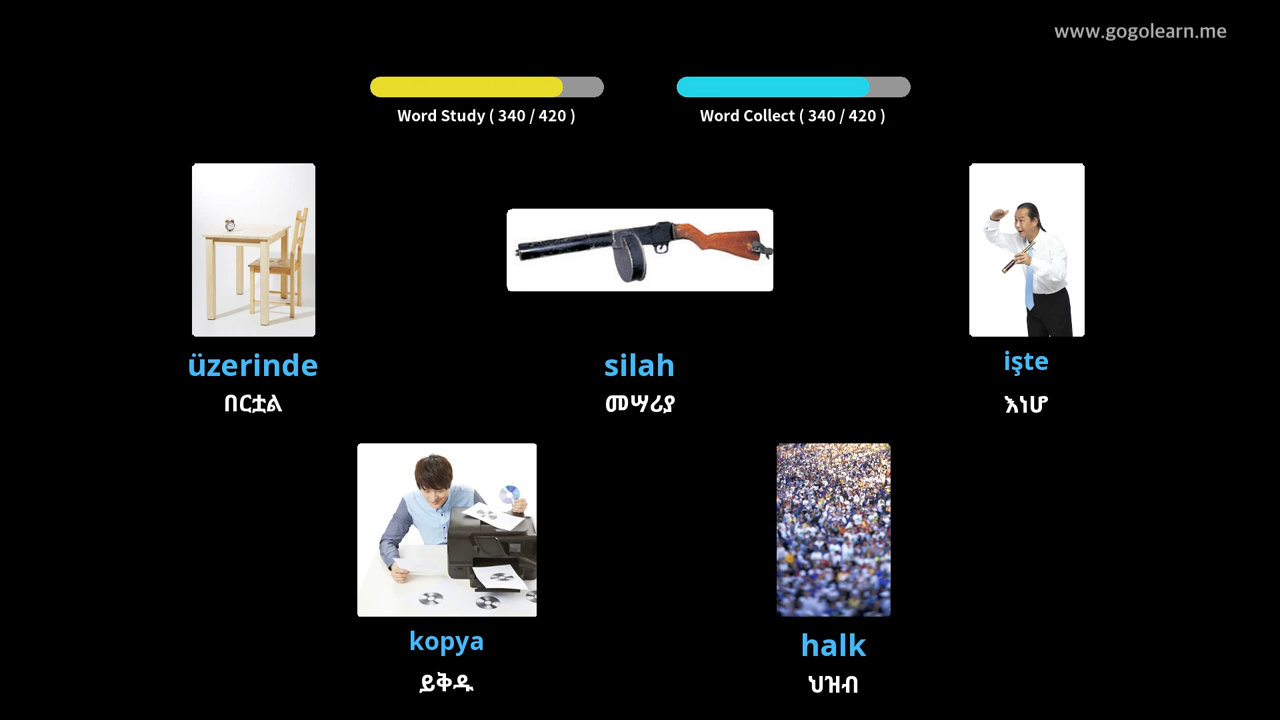 www.gogolearn.me
Word Study ( 340 / 420 )
Word Collect ( 340 / 420 )
üzerinde
በርቷል
silah
መሣሪያ
işte
እነሆ
kopya
ይቅዱ
halk
ህዝብ